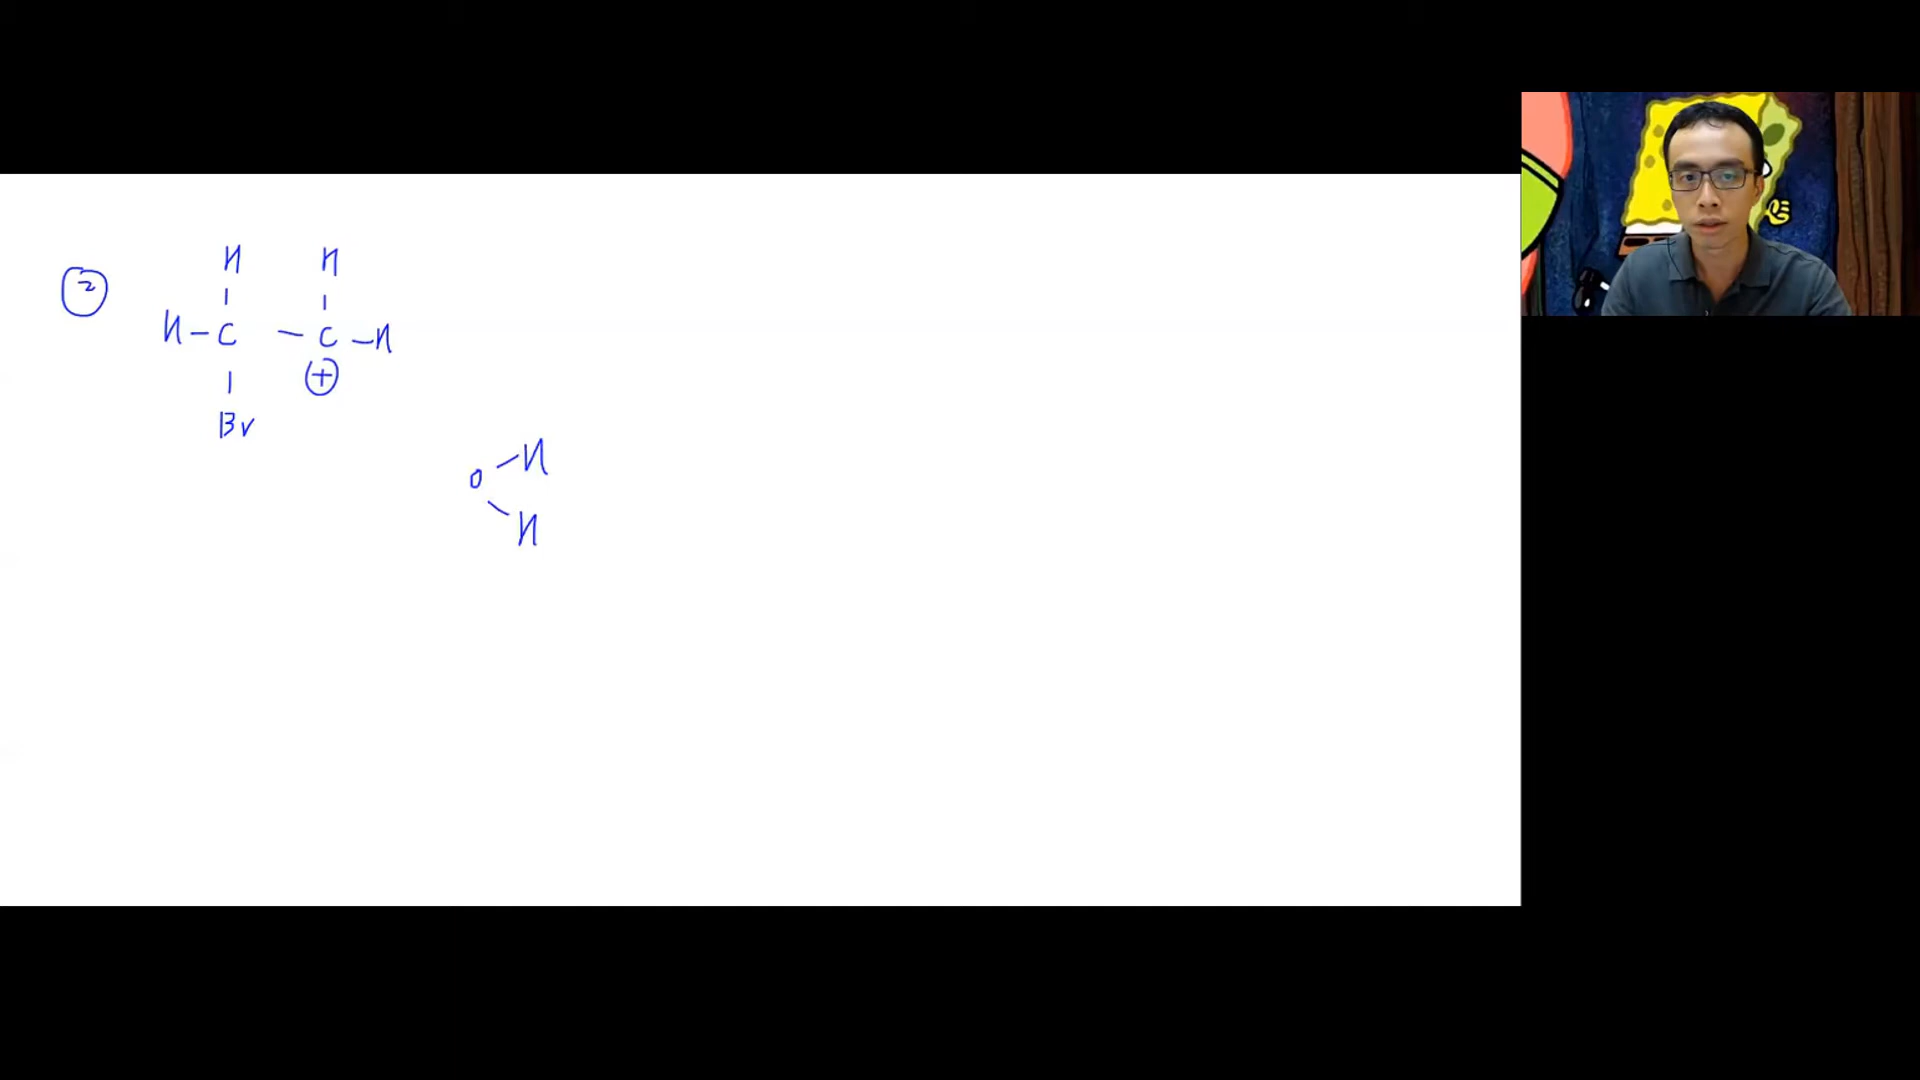 ② H H
H - C - C - H
⊕
Br
O - H
H